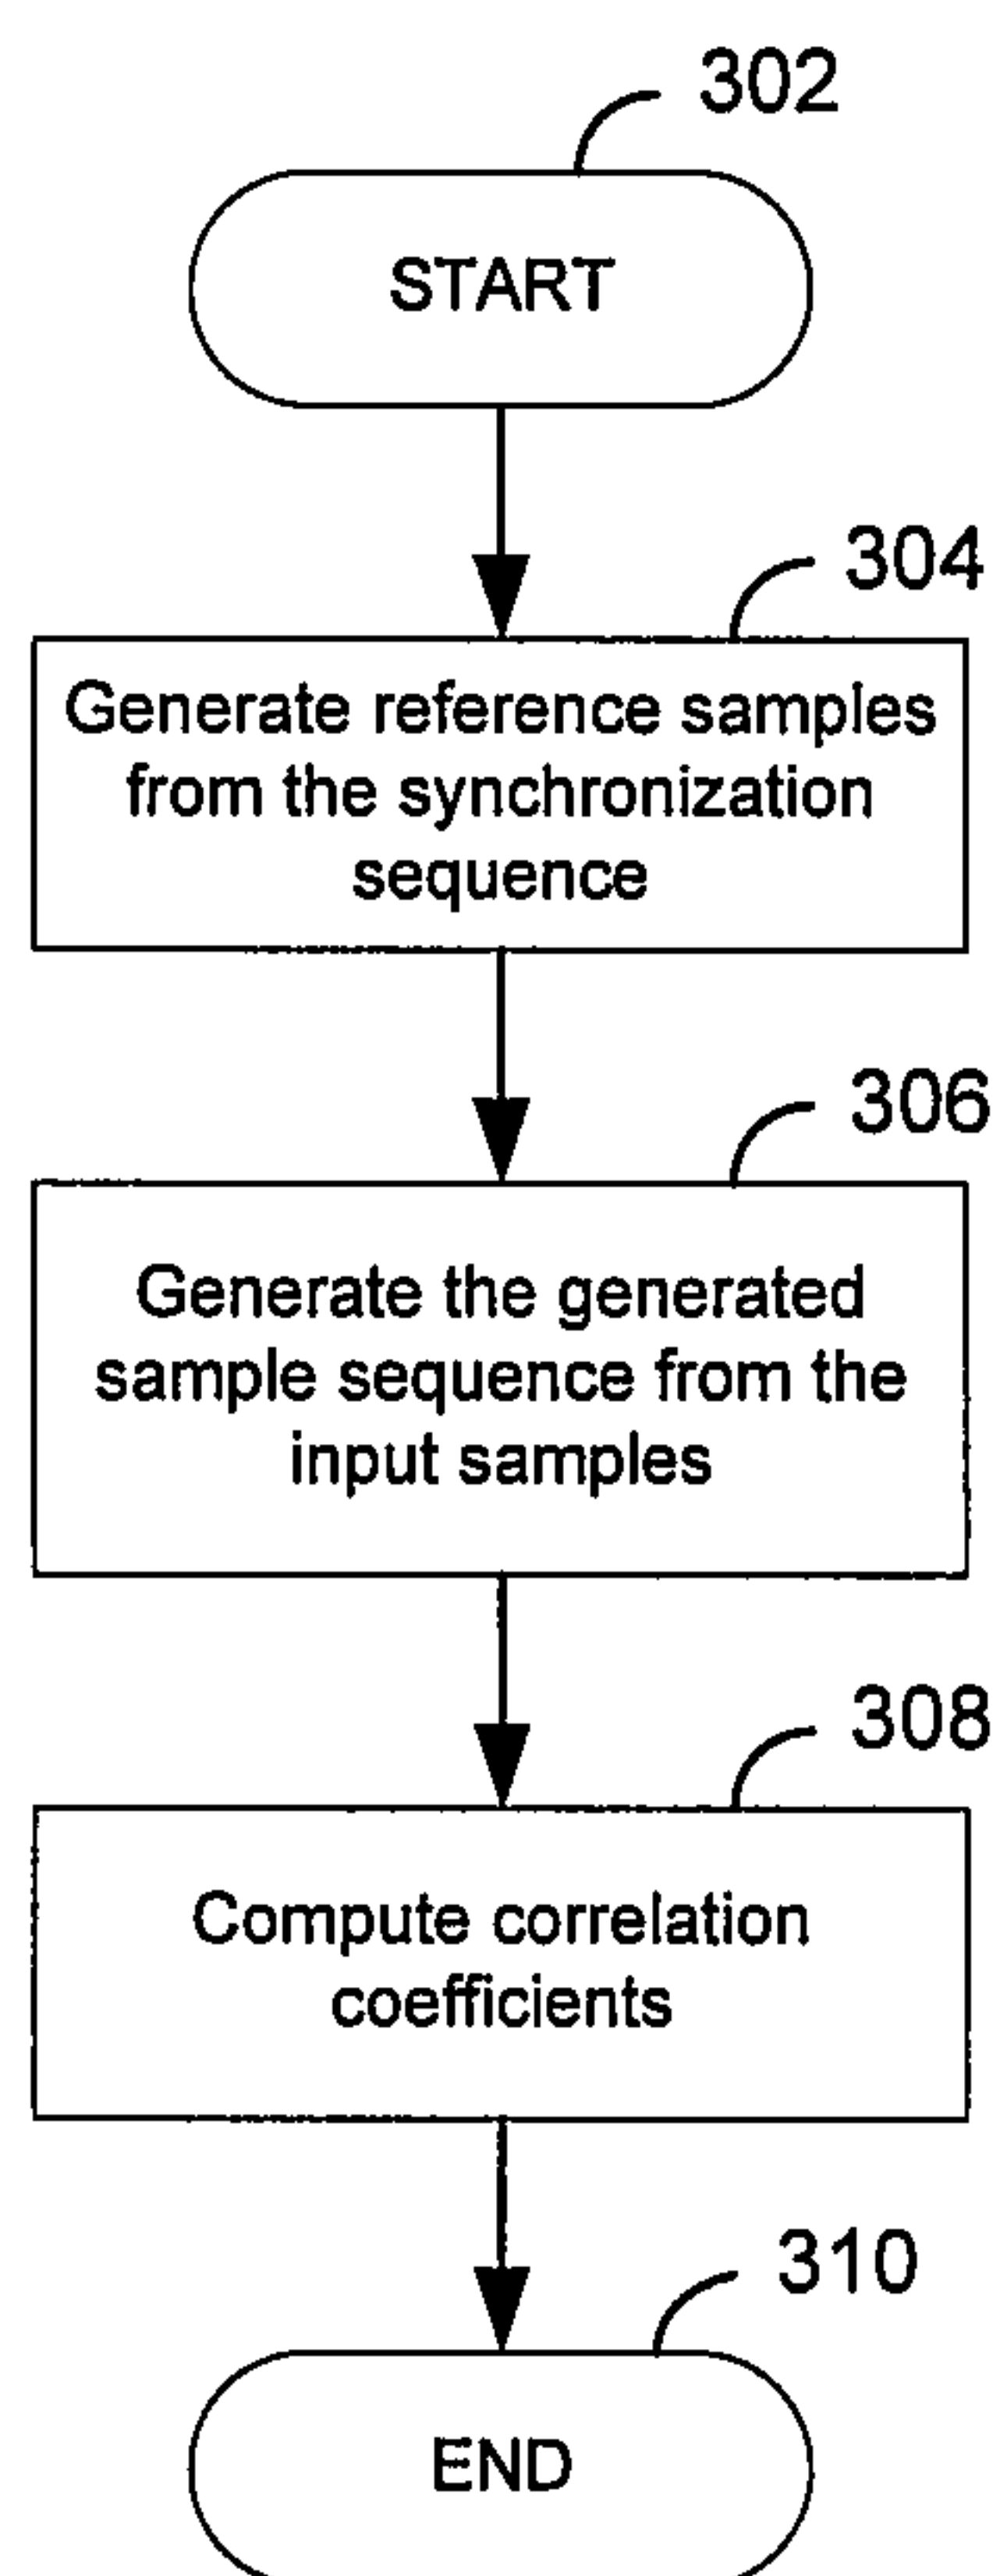 302
START
304
Generate reference samples
from the synchronization
sequence
306
Generate the generated
sample sequence from the
input samples
308
Compute correlation
coefficients
310
END